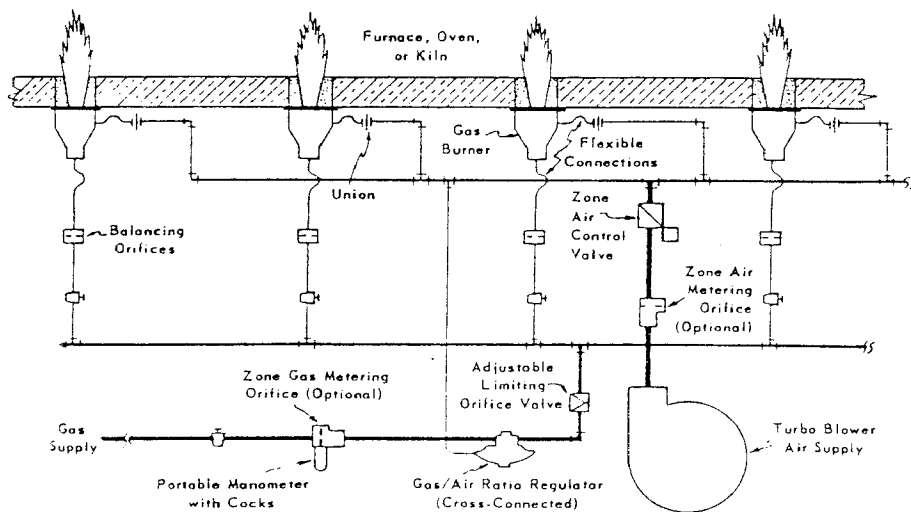 Furnace, Oven,
or Kiln
Gas
Burner
Flexible
Connections
Union
Balancing
Orifices
Zone
Air
Control
Valve
Zone Air
Metering
Orifice
(Optional)
Zone Gas Metering
Orifice (Optional)
Adjustable
Limiting
Orifice Valve
Gas
Supply
Turbo Blower
Air Supply
Portable Manometer
with Cocks
Gas/Air Ratio Regulator
(Cross-Connected)